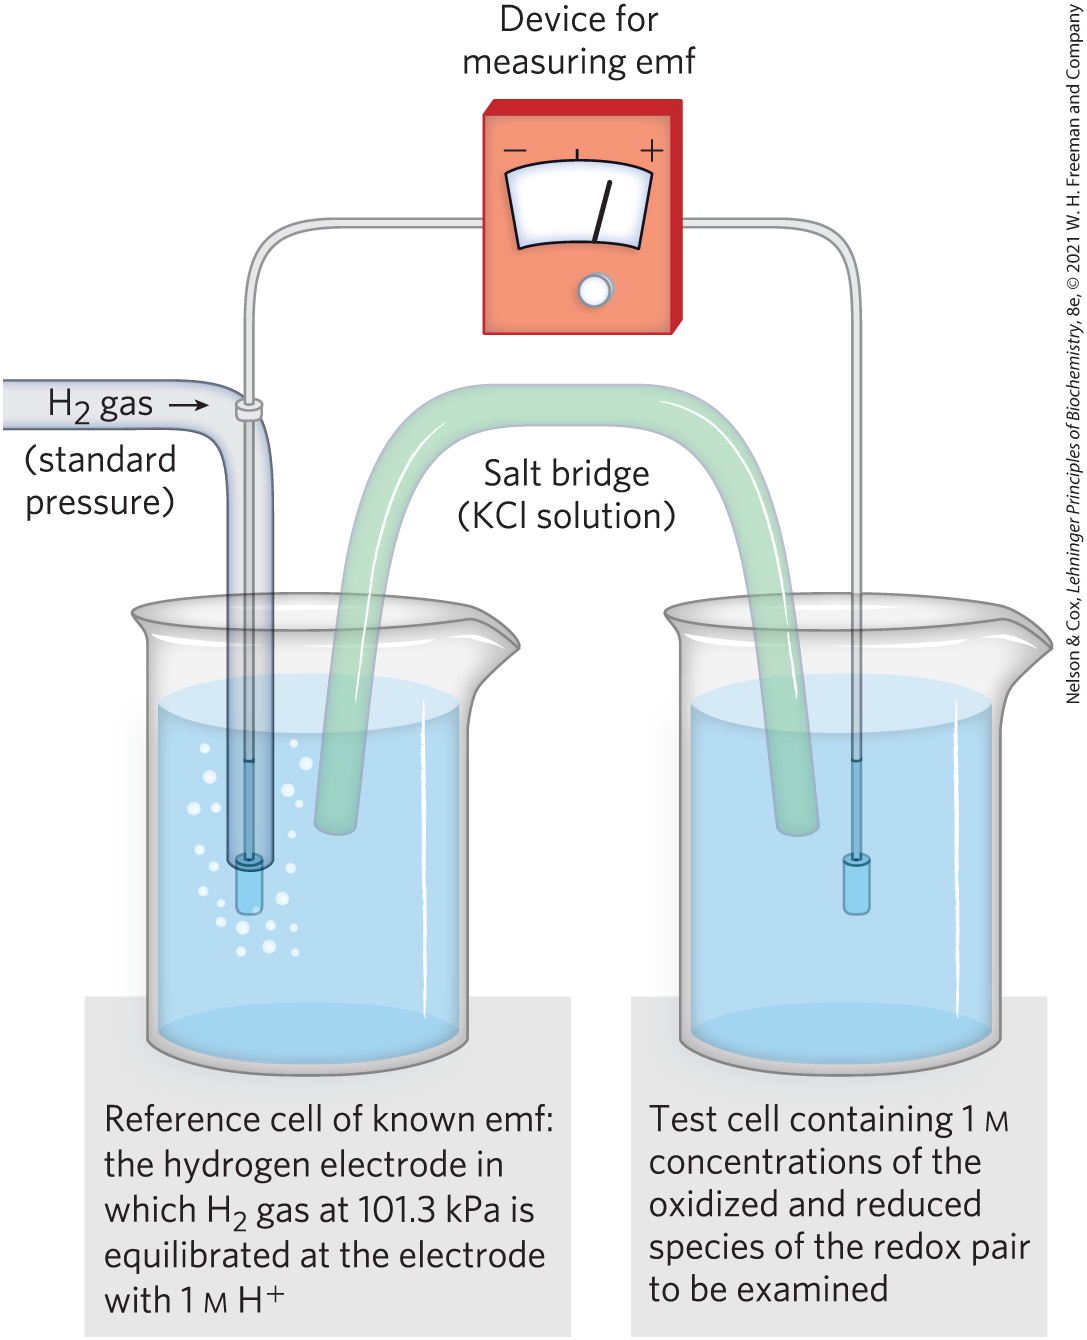 Device for
measuring emf
− +
H₂ gas →
(standard
pressure)
Salt bridge
(KCl solution)
Reference cell of known emf:
the hydrogen electrode in
which H₂ gas at 101.3 kPa is
equilibrated at the electrode
with 1 M H⁺
Test cell containing 1 M
concentrations of the
oxidized and reduced
species of the redox pair
to be examined
Nelson & Cox, Lehninger Principles of Biochemistry, 8e, © 2021 W. H. Freeman and Company